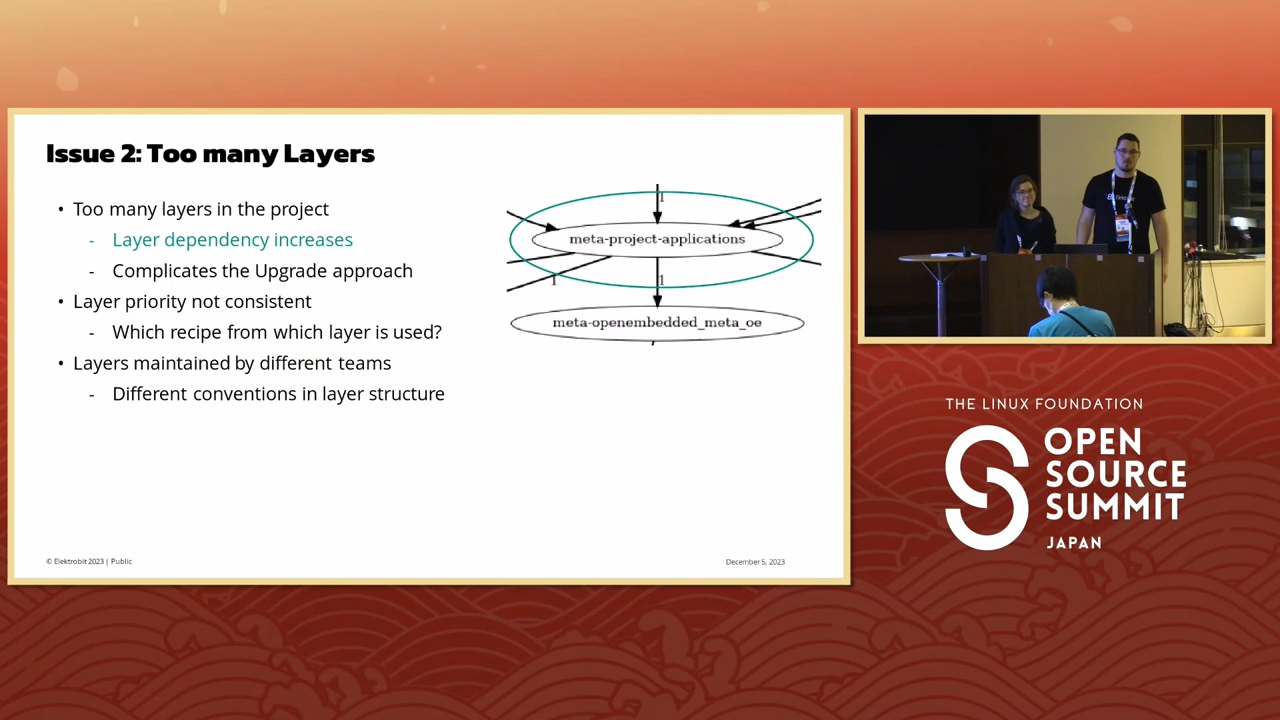 Issue 2: Too many Layers
• Too many layers in the project
- Layer dependency increases
- Complicates the Upgrade approach
• Layer priority not consistent
- Which recipe from which layer is used?
• Layers maintained by different teams
- Different conventions in layer structure
1
meta-project-applications
1
1
meta-openembedded_meta_oe
© Elektrobit 2023 | Public
December 5, 2023
THE LINUX FOUNDATION
OPEN
SOURCE
SUMMIT
JAPAN